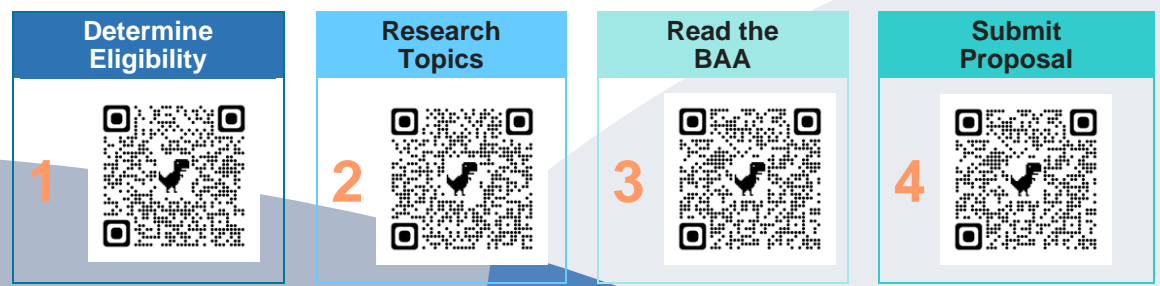 Determine
Eligibility
Research
Topics
Read the
BAA
Submit
Proposal
1
2
3
4